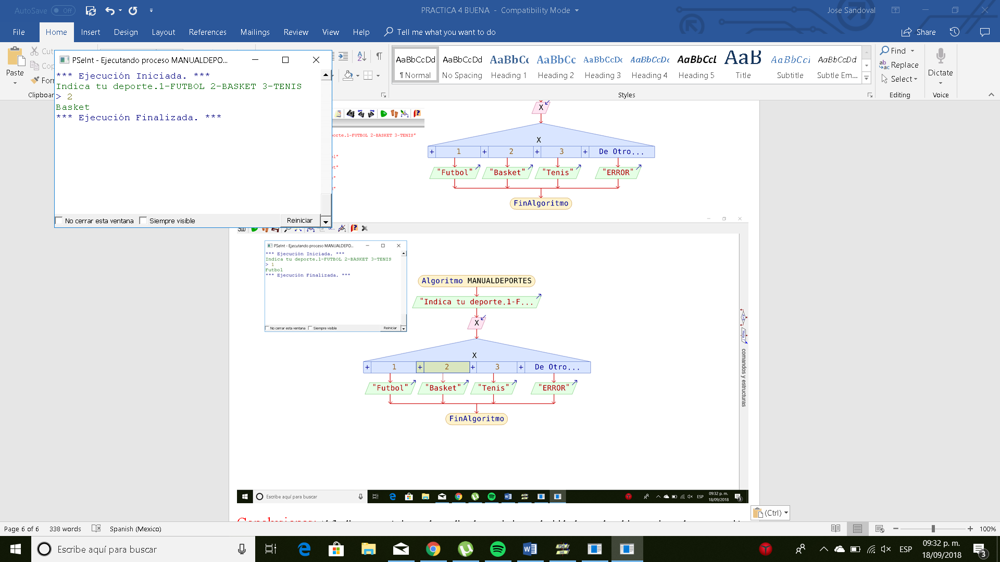 AutoSave Off
PRACTICA 4 BUENA - Compatibility Mode
Jose Sandoval
File Home Insert Design Layout References Mailings Review View Help Tell me what you want to do
Share
Paste
Cut
Clipboar
AaBbCcDd AaBbCcDd AaBbCc AaBbCc AaBbCcDc AaBbCcDc AaBbCcL AaB AaBbCcL AaBbCcDd
¶ Normal No Spacing Heading 1 Heading 2 Heading 3 Heading 4 Heading 5 Title Subtitle Subtle Em...
Styles
Find
Replace
Select
Editing
Dictate
Voice
PSeInt - Ejecutando proceso MANUALDEPO...
*** Ejecución Iniciada. ***
Indica tu deporte.1-FUTBOL 2-BASKET 3-TENIS
> 2
Basket
*** Ejecución Finalizada. ***
No cerrar esta ventana Siempre visible Reiniciar
orte.1-FUTBOL 2-BASKET 3-TENIS"
X
X
+ 1 + 2 + 3 + De Otro...
"Futbol" "Basket" "Tenis" "ERROR"
FinAlgoritmo
PSeInt - Ejecutando proceso MANUALDEPO...
*** Ejecución Iniciada. ***
Indica tu deporte.1-FUTBOL 2-BASKET 3-TENIS
> 1
Futbol
*** Ejecución Finalizada. ***
No cerrar esta ventana Siempre visible Reiniciar
Algoritmo MANUALDEPORTES
"Indica tu deporte.1-F...
X
X
+ 1 + 2 + 3 + De Otro...
"Futbol" "Basket" "Tenis" "ERROR"
FinAlgoritmo
comandos y estructuras
Escribe aquí para buscar
ESP
09:32 p. m.
18/09/2018
3
(Ctrl)
Page 6 of 6 338 words Spanish (Mexico)
100%
Escribe aquí para buscar
ESP
09:32 p. m.
18/09/2018
3